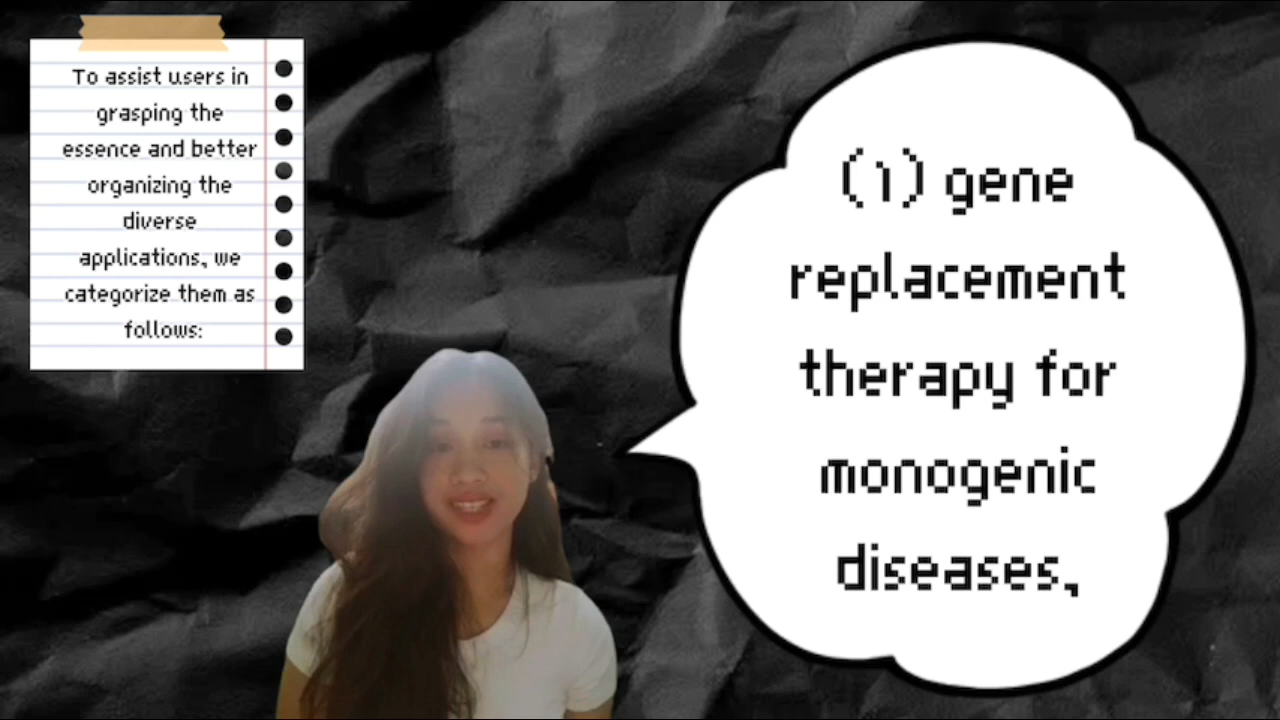 To assist users in
grasping the
essence and better
organizing the
diverse
applications, we
categorize them as
follows:
(1) gene
replacement
therapy for
monogenic
diseases,